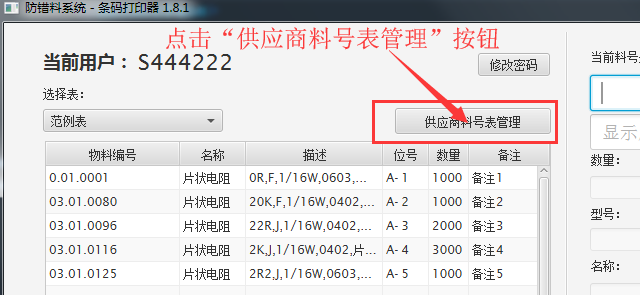 防错料系统 - 条码打印器 1.8.1
点击“供应商料号表管理”按钮
当前用户： S444222
修改密码
当前料号
选择表：
范例表
供应商料号表管理
显示
物料编号 名称 描述 位号 数量 备注
0.01.0001 片状电阻 0R,F,1/16W,0603,... A- 1 1000 备注1
03.01.0080 片状电阻 20K,F,1/16W,0402,... A- 2 1000 备注2
03.01.0096 片状电阻 22R,J,1/16W,0402,... A- 3 2000 备注3
03.01.0116 片状电阻 2K,J,1/16W,0402,片... A- 4 3000 备注4
03.01.0125 片状电阻 2R2,J,1/16W,0603,... A- 5 1000 备注5
数量：
型号：
名称：